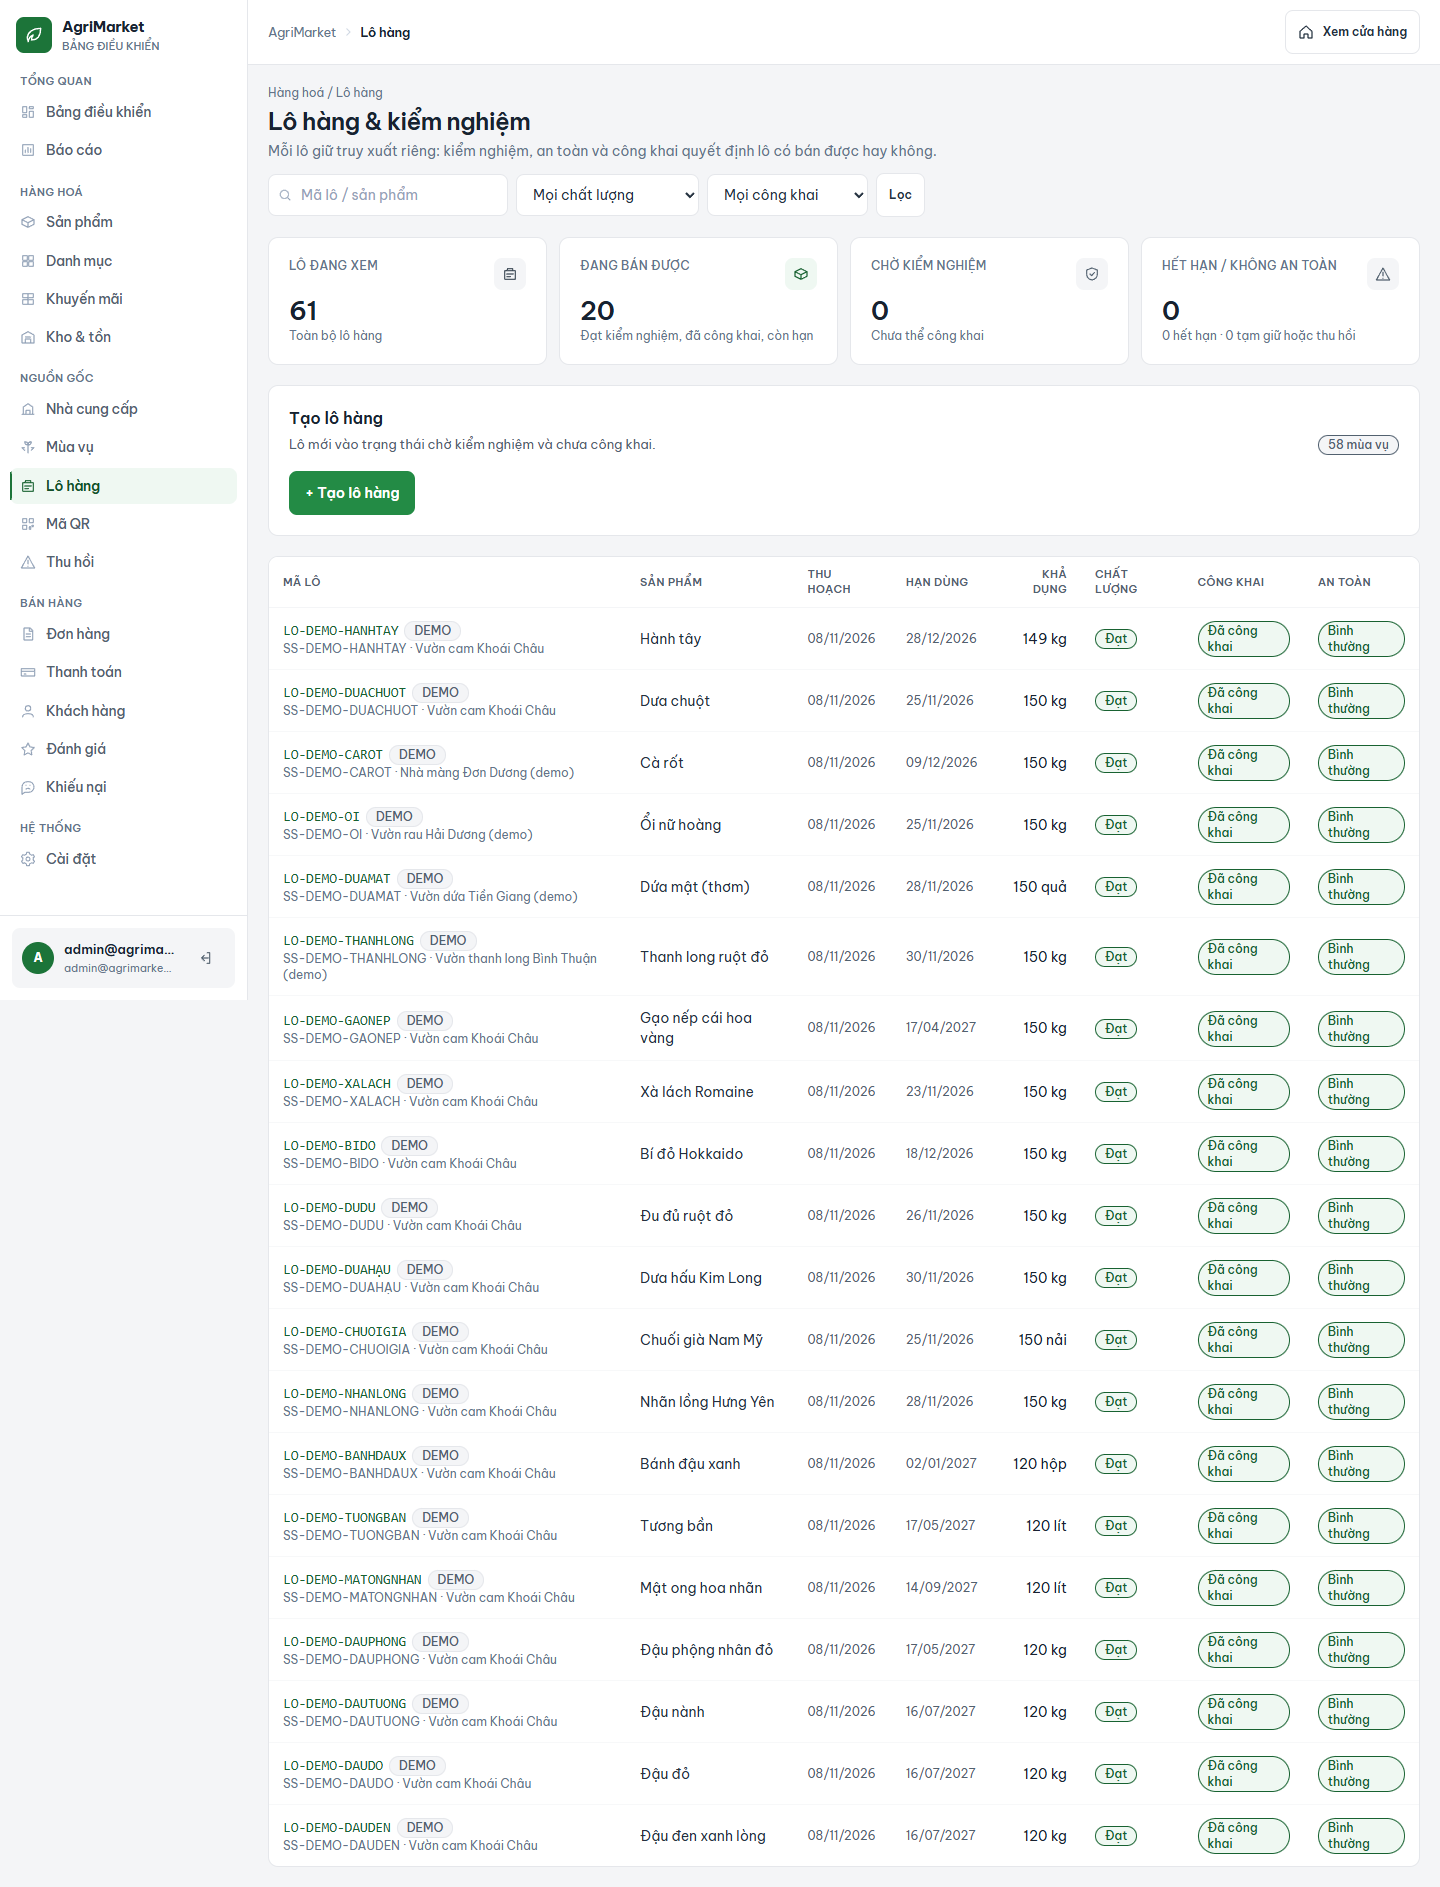 AgriMarket
BẢNG ĐIỀU KHIỂN
TỔNG QUAN
Bảng điều khiển
Báo cáo
HÀNG HOÁ
Sản phẩm
Danh mục
Khuyến mãi
Kho & tồn
NGUỒN GỐC
Nhà cung cấp
Mùa vụ
Lô hàng
Mã QR
Thu hồi
BÁN HÀNG
Đơn hàng
Thanh toán
Khách hàng
Đánh giá
Khiếu nại
HỆ THỐNG
Cài đặt
A
admin@agrima...
admin@agrimarke...
AgriMarket > Lô hàng
Xem cửa hàng
Hàng hoá / Lô hàng
Lô hàng & kiểm nghiệm
Mỗi lô giữ truy xuất riêng: kiểm nghiệm, an toàn và công khai quyết định lô có bán được hay không.
Mã lô / sản phẩm
Mọi chất lượng
Mọi công khai
Lọc
LÔ ĐANG XEM
61
Toàn bộ lô hàng
ĐANG BÁN ĐƯỢC
20
Đạt kiểm nghiệm, đã công khai, còn hạn
CHỜ KIỂM NGHIỆM
0
Chưa thể công khai
HẾT HẠN / KHÔNG AN TOÀN
0
0 hết hạn · 0 tạm giữ hoặc thu hồi
Tạo lô hàng
Lô mới vào trạng thái chờ kiểm nghiệm và chưa công khai.
58 mùa vụ
+ Tạo lô hàng
MÃ LÔ SẢN PHẨM THU HOẠCH HẠN DÙNG KHẢ DỤNG CHẤT LƯỢNG CÔNG KHAI AN TOÀN
LO-DEMO-HANHTAY DEMO
SS-DEMO-HANHTAY · Vườn cam Khoái Châu
Hành tây 08/11/2026 28/12/2026 149 kg Đạt Đã công khai Bình thường
LO-DEMO-DUACHUOT DEMO
SS-DEMO-DUACHUOT · Vườn cam Khoái Châu
Dưa chuột 08/11/2026 25/11/2026 150 kg Đạt Đã công khai Bình thường
LO-DEMO-CAROT DEMO
SS-DEMO-CAROT · Nhà màng Đơn Dương (demo)
Cà rốt 08/11/2026 09/12/2026 150 kg Đạt Đã công khai Bình thường
LO-DEMO-OI DEMO
SS-DEMO-OI · Vườn rau Hải Dương (demo)
Ổi nữ hoàng 08/11/2026 25/11/2026 150 kg Đạt Đã công khai Bình thường
LO-DEMO-DUAMAT DEMO
SS-DEMO-DUAMAT · Vườn dứa Tiền Giang (demo)
Dứa mật (thơm) 08/11/2026 28/11/2026 150 quả Đạt Đã công khai Bình thường
LO-DEMO-THANHLONG DEMO
SS-DEMO-THANHLONG · Vườn thanh long Bình Thuận
(demo)
Thanh long ruột đỏ 08/11/2026 30/11/2026 150 kg Đạt Đã công khai Bình thường
LO-DEMO-GAONEP DEMO
SS-DEMO-GAONEP · Vườn cam Khoái Châu
Gạo nếp cái hoa vàng 08/11/2026 17/04/2027 150 kg Đạt Đã công khai Bình thường
LO-DEMO-XALACH DEMO
SS-DEMO-XALACH · Vườn cam Khoái Châu
Xà lách Romaine 08/11/2026 23/11/2026 150 kg Đạt Đã công khai Bình thường
LO-DEMO-BIDO DEMO
SS-DEMO-BIDO · Vườn cam Khoái Châu
Bí đỏ Hokkaido 08/11/2026 18/12/2026 150 kg Đạt Đã công khai Bình thường
LO-DEMO-DUDU DEMO
SS-DEMO-DUDU · Vườn cam Khoái Châu
Đu đủ ruột đỏ 08/11/2026 26/11/2026 150 kg Đạt Đã công khai Bình thường
LO-DEMO-DUAHẠU DEMO
SS-DEMO-DUAHẠU · Vườn cam Khoái Châu
Dưa hấu Kim Long 08/11/2026 30/11/2026 150 kg Đạt Đã công khai Bình thường
LO-DEMO-CHUOIGIA DEMO
SS-DEMO-CHUOIGIA · Vườn cam Khoái Châu
Chuối già Nam Mỹ 08/11/2026 25/11/2026 150 nải Đạt Đã công khai Bình thường
LO-DEMO-NHANLONG DEMO
SS-DEMO-NHANLONG · Vườn cam Khoái Châu
Nhãn lồng Hưng Yên 08/11/2026 28/11/2026 150 kg Đạt Đã công khai Bình thường
LO-DEMO-BANHDAUX DEMO
SS-DEMO-BANHDAUX · Vườn cam Khoái Châu
Bánh đậu xanh 08/11/2026 02/01/2027 120 hộp Đạt Đã công khai Bình thường
LO-DEMO-TUONGBAN DEMO
SS-DEMO-TUONGBAN · Vườn cam Khoái Châu
Tương bần 08/11/2026 17/05/2027 120 lít Đạt Đã công khai Bình thường
LO-DEMO-MATONGNHAN DEMO
SS-DEMO-MATONGNHAN · Vườn cam Khoái Châu
Mật ong hoa nhãn 08/11/2026 14/09/2027 120 lít Đạt Đã công khai Bình thường
LO-DEMO-DAUPHONG DEMO
SS-DEMO-DAUPHONG · Vườn cam Khoái Châu
Đậu phộng nhân đỏ 08/11/2026 17/05/2027 120 kg Đạt Đã công khai Bình thường
LO-DEMO-DAUTUONG DEMO
SS-DEMO-DAUTUONG · Vườn cam Khoái Châu
Đậu nành 08/11/2026 16/07/2027 120 kg Đạt Đã công khai Bình thường
LO-DEMO-DAUDO DEMO
SS-DEMO-DAUDO · Vườn cam Khoái Châu
Đậu đỏ 08/11/2026 16/07/2027 120 kg Đạt Đã công khai Bình thường
LO-DEMO-DAUDEN DEMO
SS-DEMO-DAUDEN · Vườn cam Khoái Châu
Đậu đen xanh lòng 08/11/2026 16/07/2027 120 kg Đạt Đã công khai Bình thường